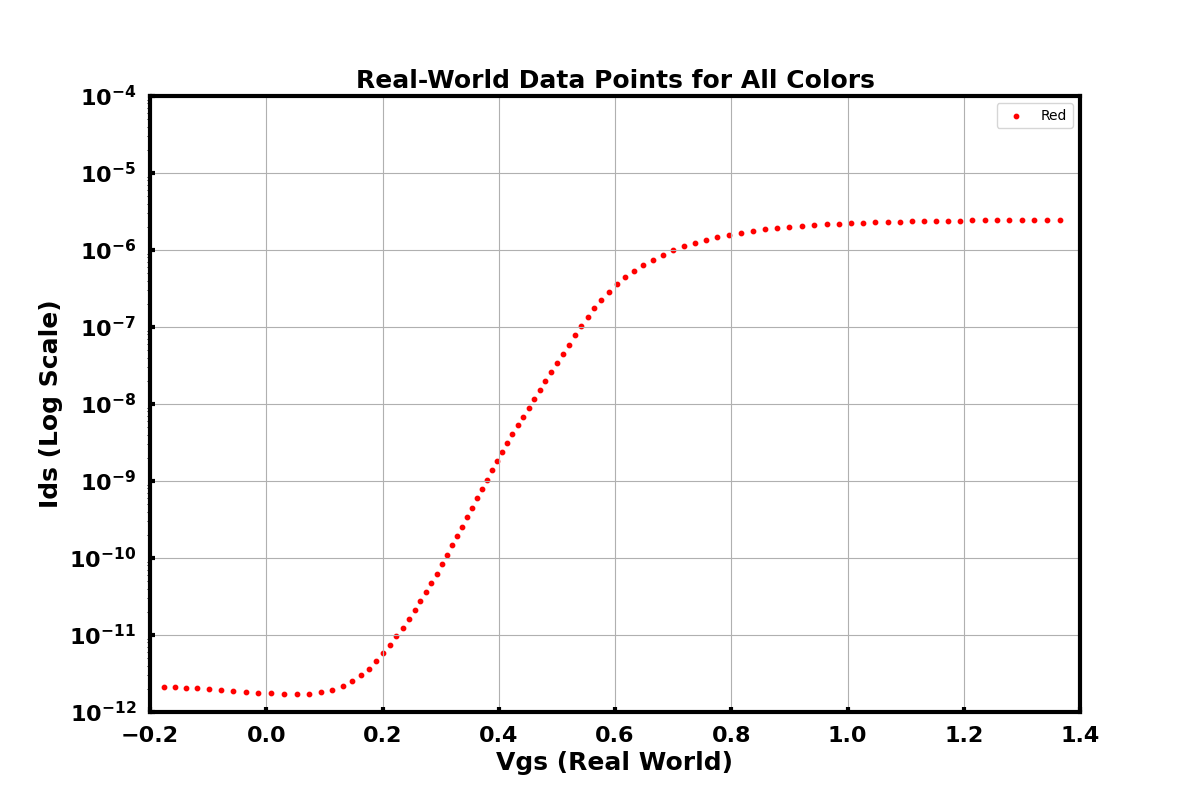 Real-World Data Points for All Colors
Red
10⁻⁴
10⁻⁵
10⁻⁶
10⁻⁷
10⁻⁸
10⁻⁹
10⁻¹⁰
10⁻¹¹
10⁻¹²
Ids (Log Scale)
−0.2 0.0 0.2 0.4 0.6 0.8 1.0 1.2 1.4
Vgs (Real World)